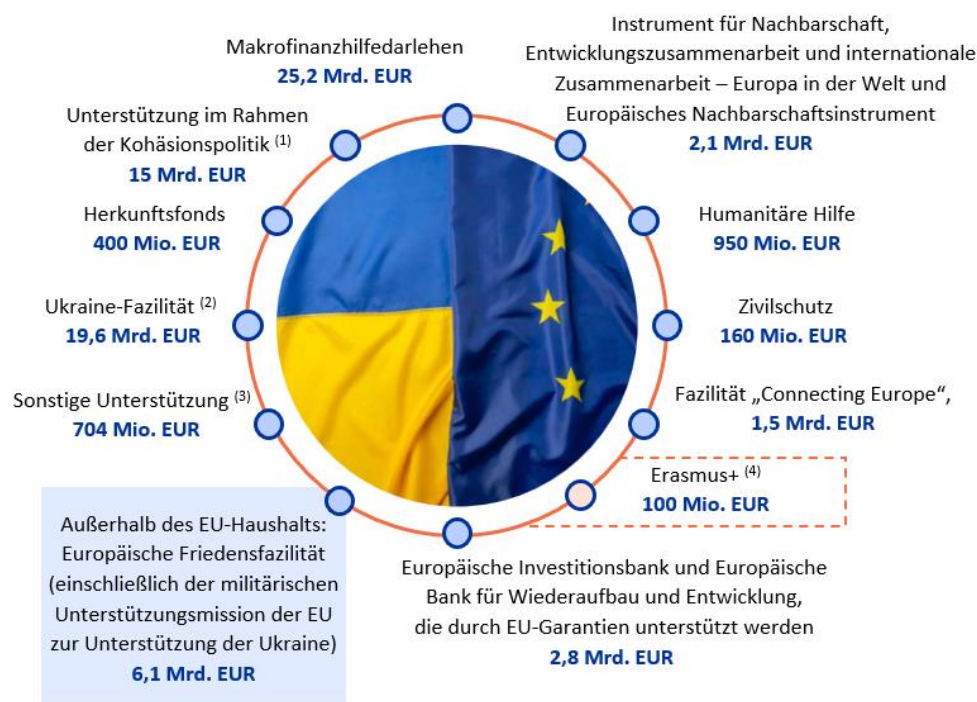 Makrofinanzhilfedarlehen
25,2 Mrd. EUR
Instrument für Nachbarschaft,
Entwicklungszusammenarbeit und internationale
Zusammenarbeit – Europa in der Welt und
Europäisches Nachbarschaftsinstrument
2,1 Mrd. EUR
Unterstützung im Rahmen
der Kohäsionspolitik (1)
15 Mrd. EUR
Herkunftsfonds
400 Mio. EUR
Humanitäre Hilfe
950 Mio. EUR
Ukraine-Fazilität (2)
19,6 Mrd. EUR
Zivilschutz
160 Mio. EUR
Sonstige Unterstützung (3)
704 Mio. EUR
Fazilität „Connecting Europe“,
1,5 Mrd. EUR
Erasmus+ (4)
100 Mio. EUR
Außerhalb des EU-Haushalts:
Europäische Friedensfazilität
(einschließlich der militärischen
Unterstützungsmission der EU
zur Unterstützung der Ukraine)
6,1 Mrd. EUR
Europäische Investitionsbank und Europäische
Bank für Wiederaufbau und Entwicklung,
die durch EU-Garantien unterstützt werden
2,8 Mrd. EUR